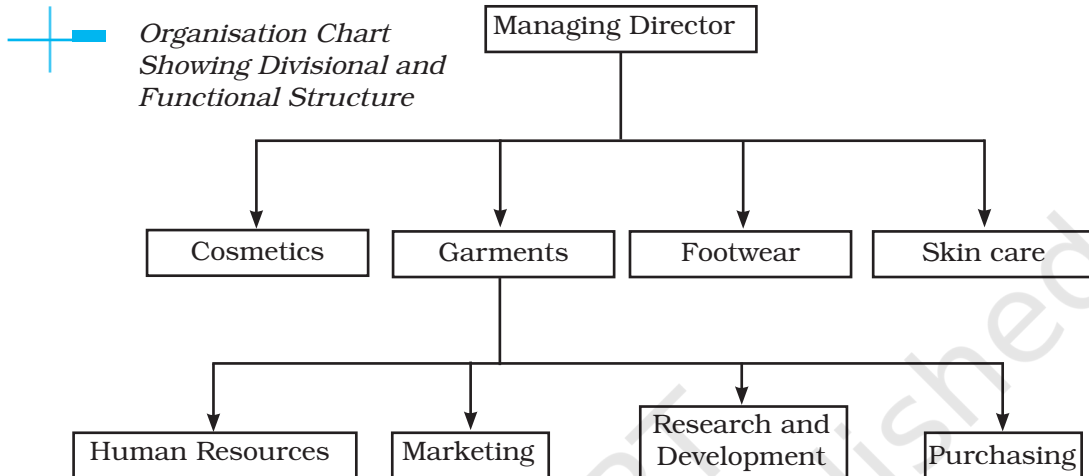 Organisation Chart
Showing Divisional and
Functional Structure
Managing Director
Cosmetics
Garments
Footwear
Skin care
Human Resources
Marketing
Research and
Development
Purchasing